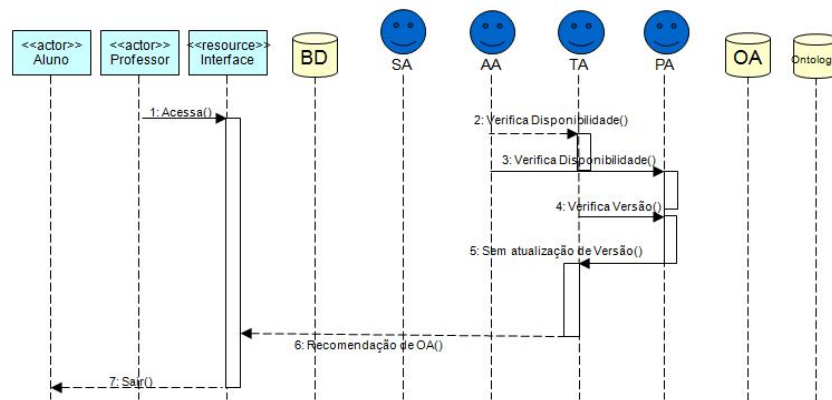 <<actor>>
Aluno
<<actor>>
Professor
<<resource>>
Interface
BD
SA
AA
TA
PA
OA
Ontolog
1: Acessa()
2: Verifica Disponibilidade()
3: Verifica Disponibilidade()
4: Verifica Versão()
5: Sem atualização de Versão()
6: Recomendação de OA()
7: Sair()